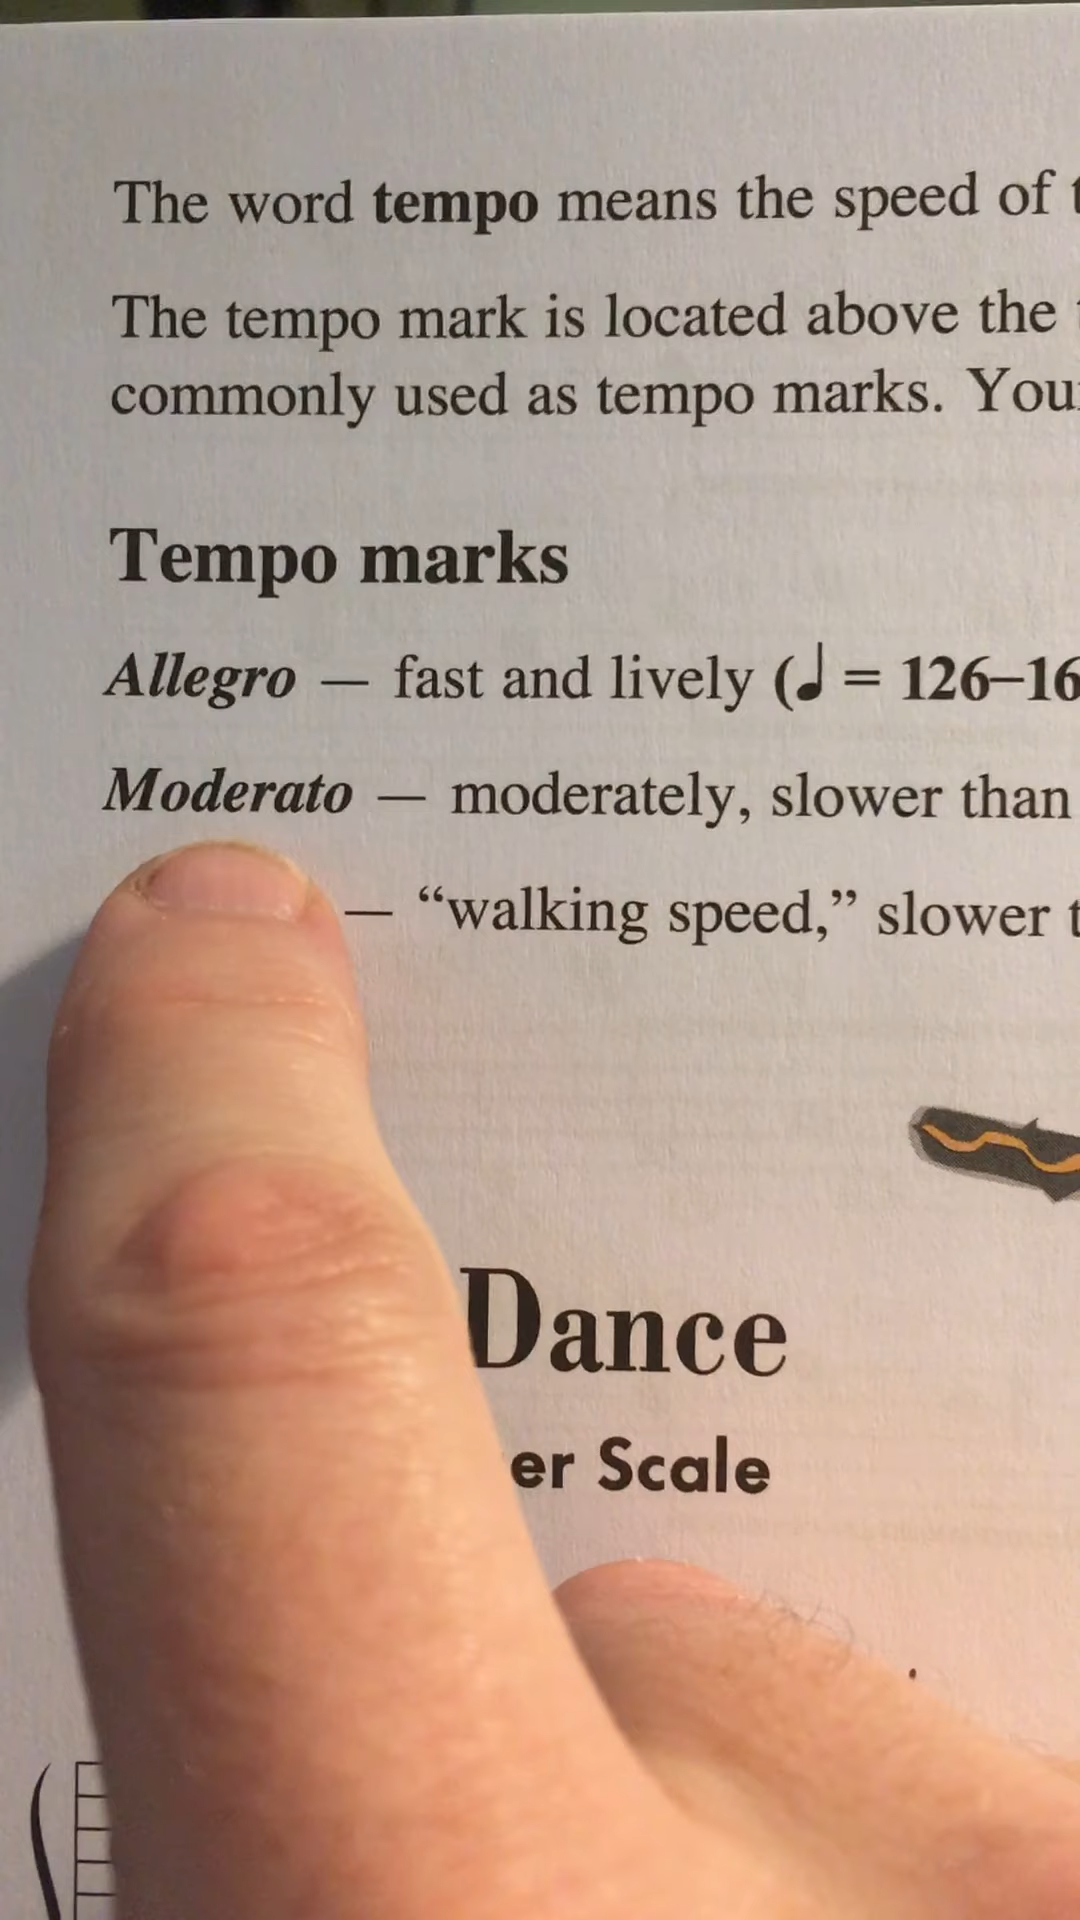 The word tempo means the speed of
The tempo mark is located above the
commonly used as tempo marks. You
Tempo marks
Allegro — fast and lively (♩ = 126–16
Moderato — moderately, slower than
— “walking speed,” slower
Dance
er Scale